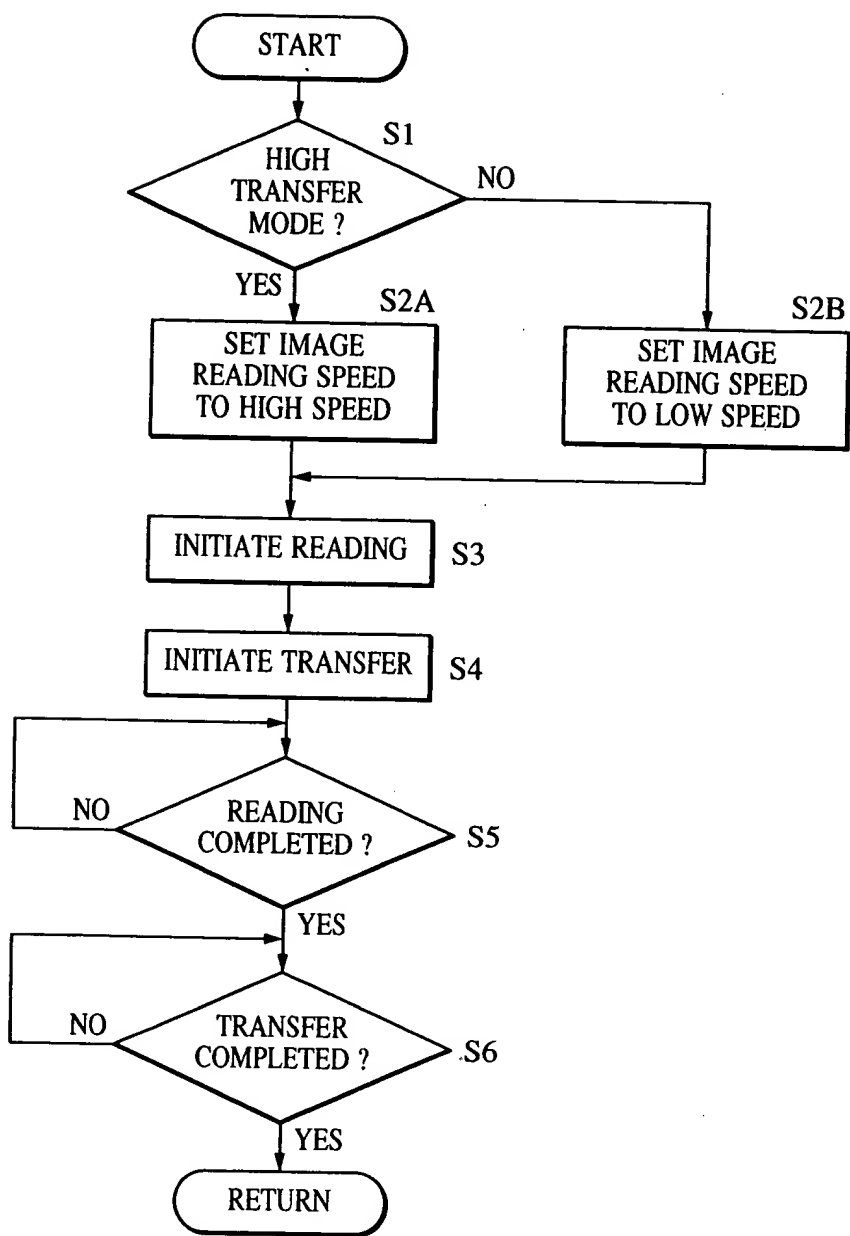 START
S1
HIGH
TRANSFER
MODE ?
NO
YES
S2A
SET IMAGE
READING SPEED
TO HIGH SPEED
S2B
SET IMAGE
READING SPEED
TO LOW SPEED
INITIATE READING
S3
INITIATE TRANSFER
S4
NO
READING
COMPLETED ?
S5
YES
NO
TRANSFER
COMPLETED ?
S6
YES
RETURN